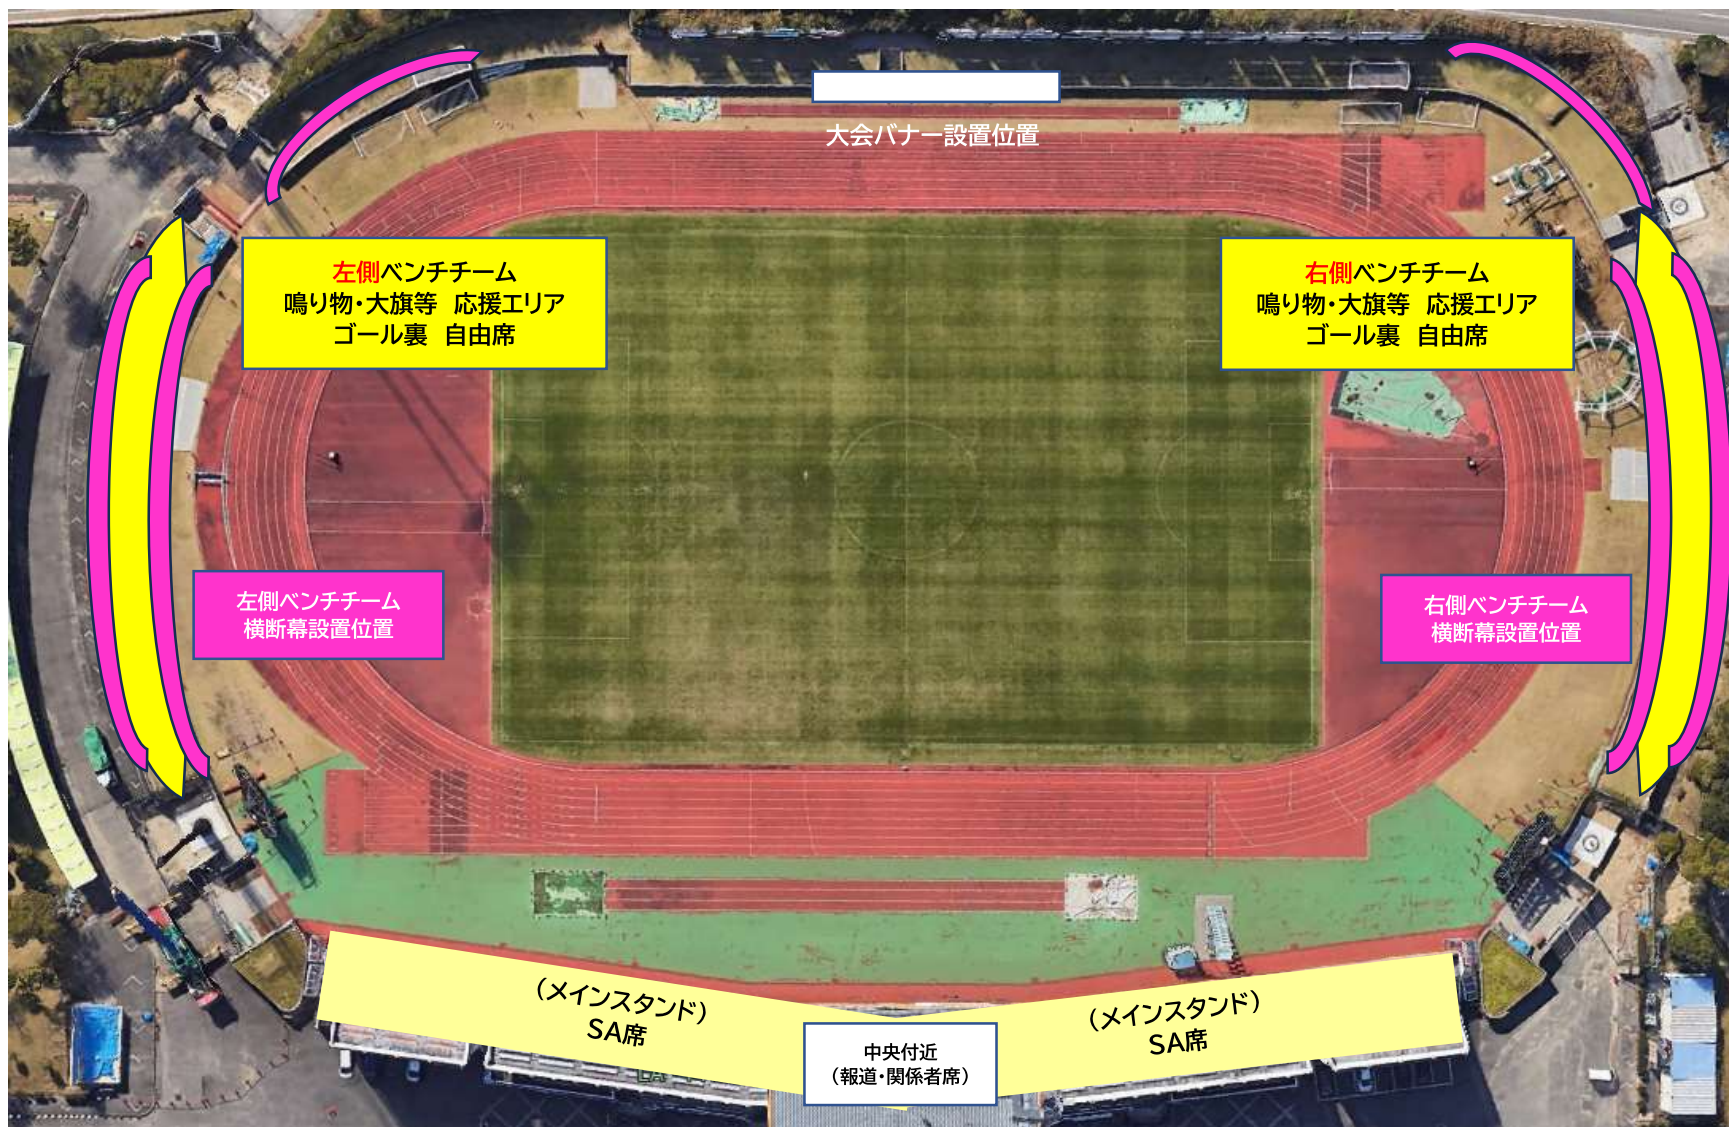 大会バナー設置位置
左側ベンチチーム
鳴り物・大旗等　応援エリア
ゴール裏　自由席
右側ベンチチーム
鳴り物・大旗等　応援エリア
ゴール裏　自由席
左側ベンチチーム
横断幕設置位置
右側ベンチチーム
横断幕設置位置
（メインスタンド）
SA席
（メインスタンド）
SA席
中央付近
（報道・関係者席）